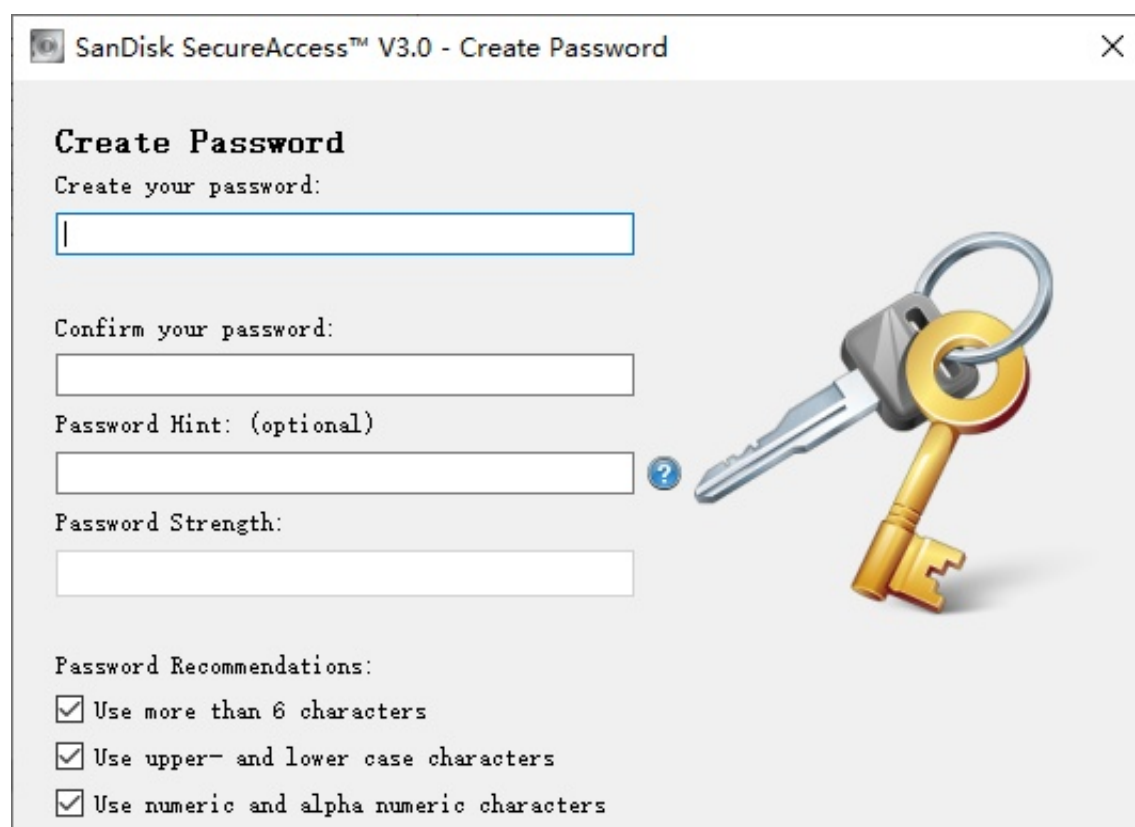 SanDisk SecureAccess™ V3.0 - Create Password
Create Password
Create your password:
Confirm your password:
Password Hint: (optional)
?
Password Strength:
Password Recommendations:
Use more than 6 characters
Use upper- and lower case characters
Use numeric and alpha numeric characters